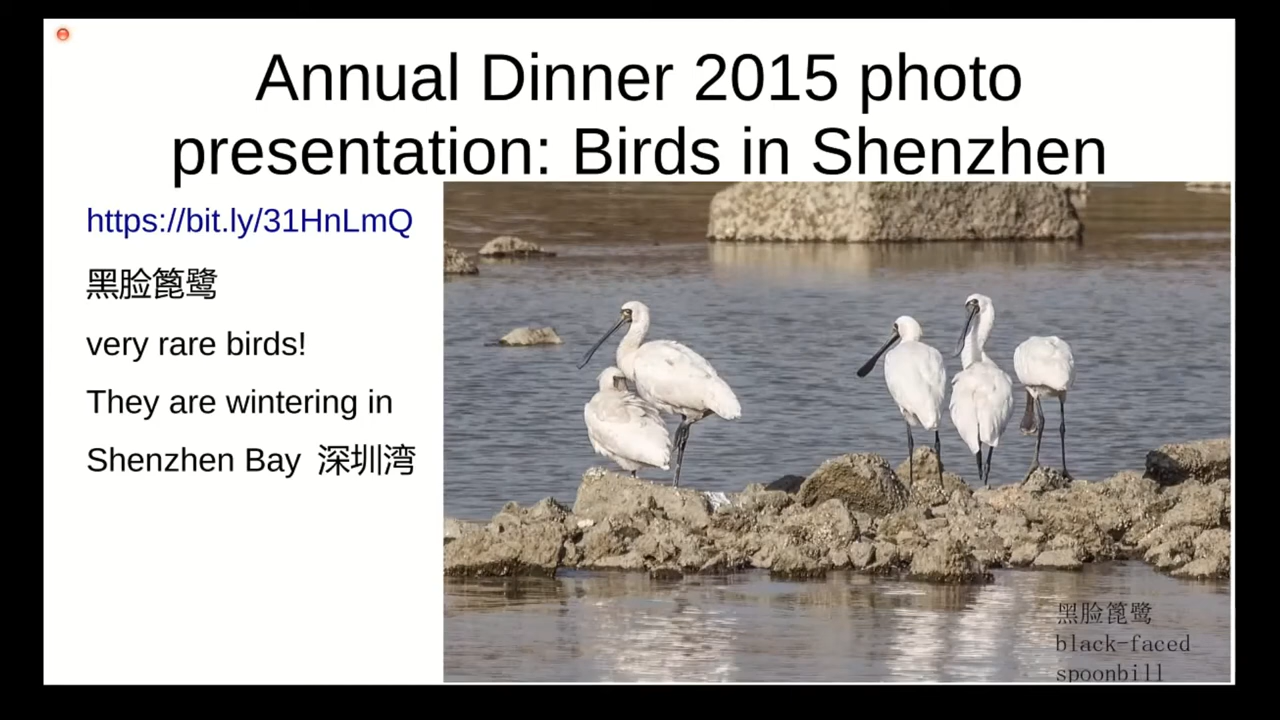 Annual Dinner 2015 photo
presentation: Birds in Shenzhen
https://bit.ly/31HnLmQ
黑脸篦鹭
very rare birds!
They are wintering in
Shenzhen Bay 深圳湾
黑脸篦鹭
black-faced
spoonbill